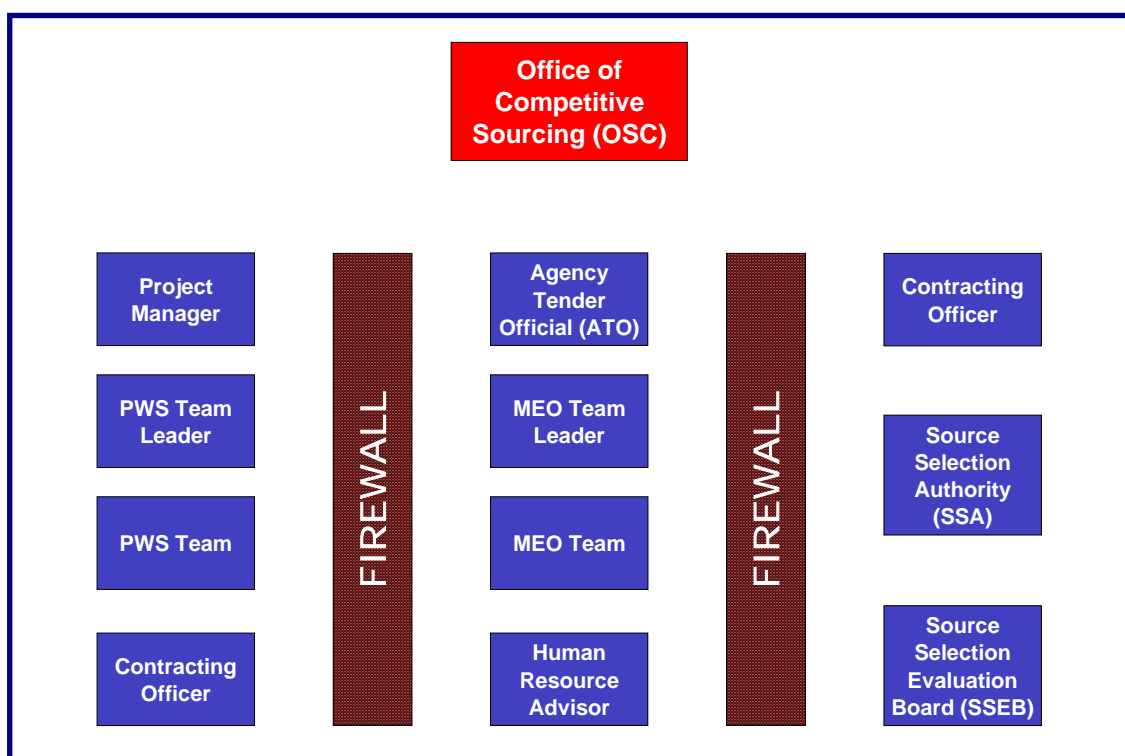 Office of
Competitive
Sourcing (OSC)
Project
Manager
PWS Team
Leader
PWS Team
Contracting
Officer
FIREWALL
Agency
Tender
Official (ATO)
MEO Team
Leader
MEO Team
Human
Resource
Advisor
FIREWALL
Contracting
Officer
Source
Selection
Authority
(SSA)
Source
Selection
Evaluation
Board (SSEB)